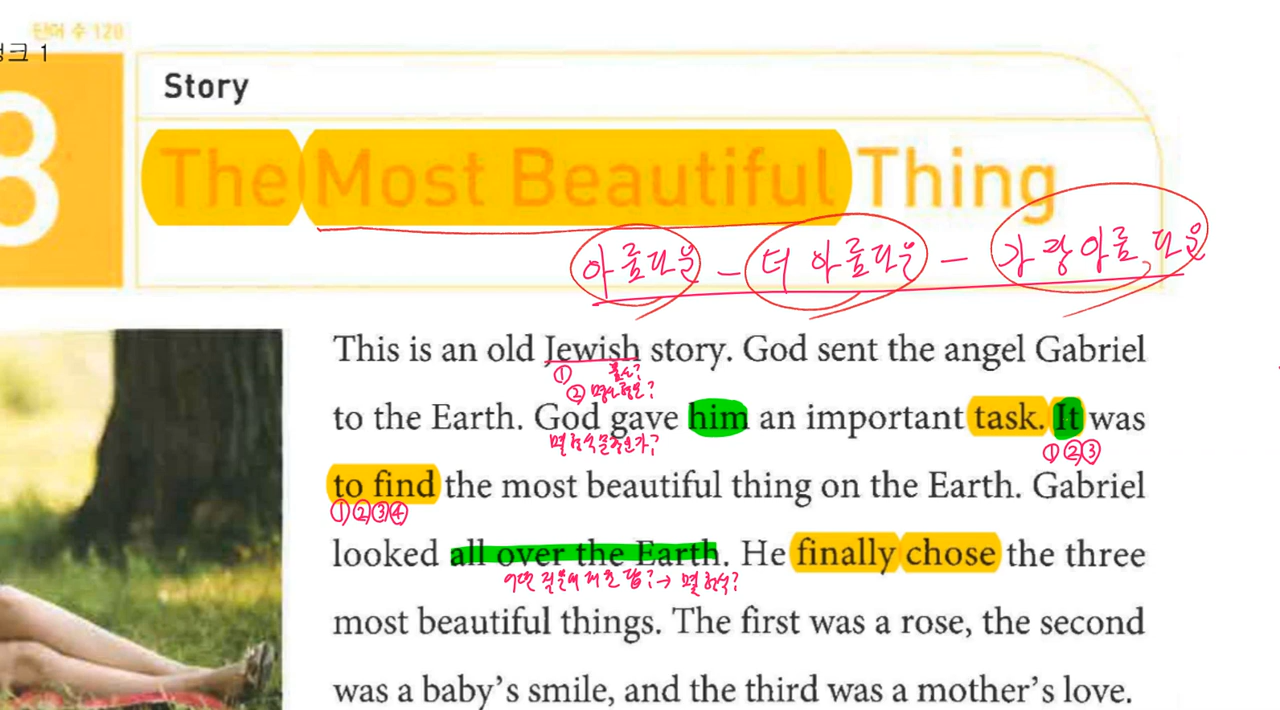 단어 수 120
크 1
8
Story
The Most Beautiful Thing
아름다운 – 더 아름다운 – 가장 아름다운
This is an old Jewish story. God sent the angel Gabriel
①
②
to the Earth. God gave him an important task. It was
①②③
to find the most beautiful thing on the Earth. Gabriel
①②③④
looked all over the Earth. He finally chose the three
most beautiful things. The first was a rose, the second
was a baby's smile, and the third was a mother's love.